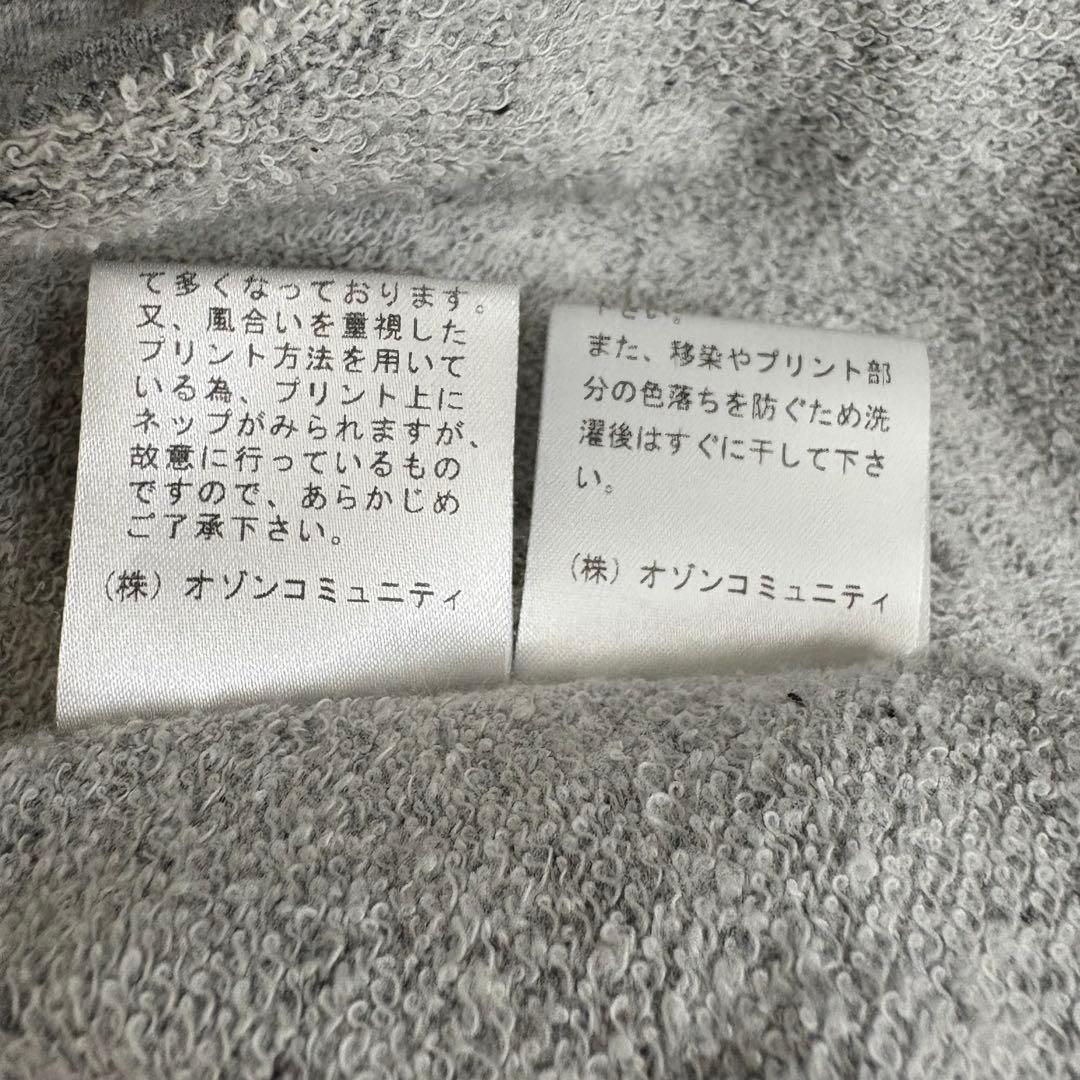 て多くなっております。
又、風合いを重視した
プリント方法を用いて
いる為、プリント上に
ネップがみられますが、
故意に行っているもの
ですので、あらかじめ
ご了承下さい。
(株)オゾンコミュニティ
下さい。
また、移染やプリント部
分の色落ちを防ぐため洗
濯後はすぐに干して下さ
い。
(株)オゾンコミュニティ